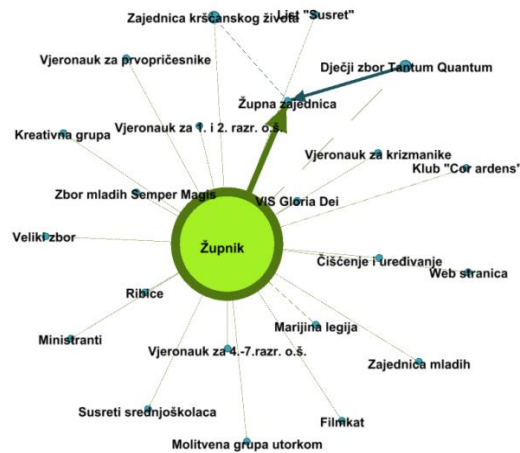 Zajednica krščanskog života
List "Susret"
Vjeronauk za prvopričesnike
Dječji zbor Tantum Quantum
Župna zajednica
Kreativna grupa
Vjeronauk za 1. i 2. razr. o.š.
Vjeronauk za krizmanike
Klub "Cor ardens"
Zbor mladih Semper Magis
VIS Gloria Dei
Veliki zbor
Župnik
Čišćenje i uređivanje
Web stranica
Ribice
Ministranti
Marijina legija
Vjeronauk za 4.-7.razr. o.š.
Zajednica mladih
Susreti srednjoškolaca
Filmkat
Molitvena grupa utorkom